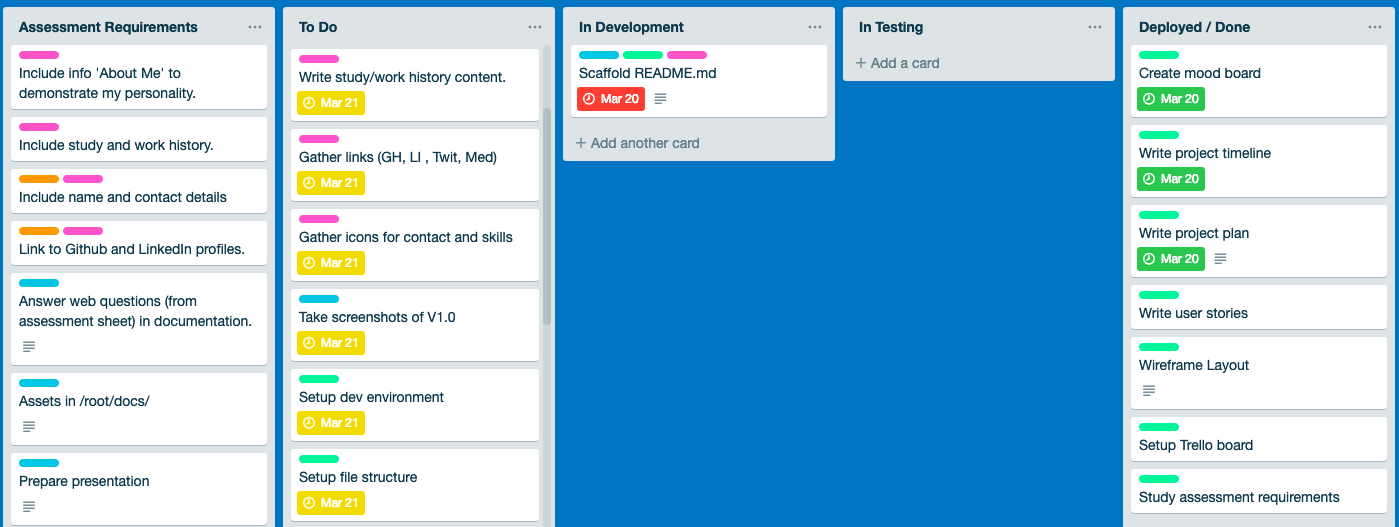 Assessment Requirements
Include info 'About Me' to
demonstrate my personality.
Include study and work history.
Include name and contact details
Link to Github and LinkedIn profiles.
Answer web questions (from
assessment sheet) in documentation.
Assets in /root/docs/
Prepare presentation
To Do
Write study/work history content.
Mar 21
Gather links (GH, LI , Twit, Med)
Mar 21
Gather icons for contact and skills
Mar 21
Take screenshots of V1.0
Mar 21
Setup dev environment
Mar 21
Setup file structure
Mar 21
In Development
Scaffold README.md
Mar 20
+ Add another card
In Testing
+ Add a card
Deployed / Done
Create mood board
Mar 20
Write project timeline
Mar 20
Write project plan
Mar 20
Write user stories
Wireframe Layout
Setup Trello board
Study assessment requirements